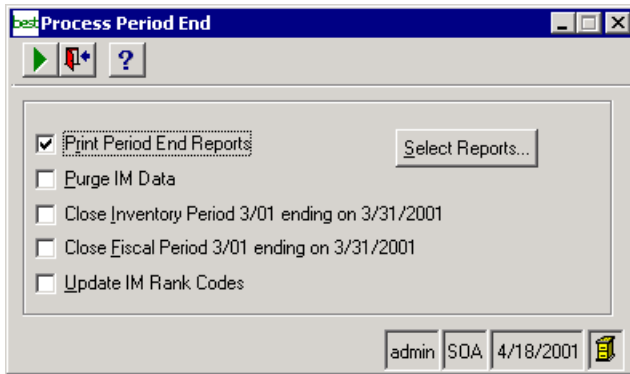 best Process Period End
?
Print Period End Reports
Select Reports...
Purge IM Data
Close Inventory Period 3/01 ending on 3/31/2001
Close Fiscal Period 3/01 ending on 3/31/2001
Update IM Rank Codes
admin SOA 4/18/2001